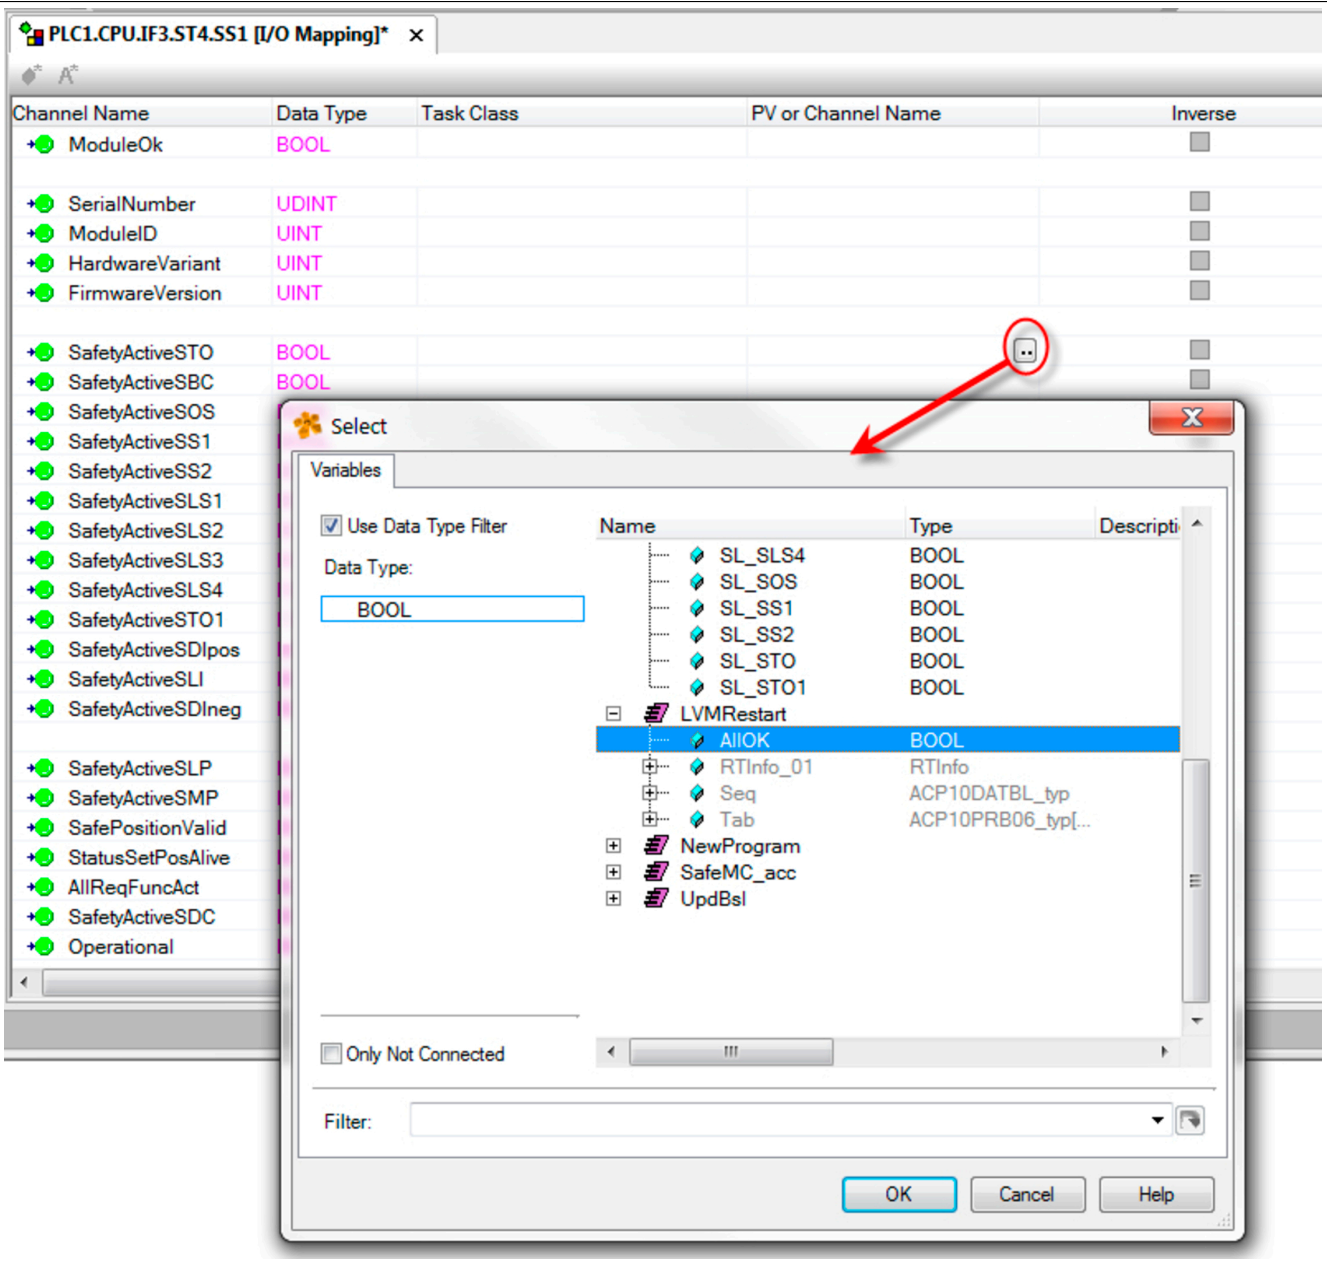 PLC1.CPU.IF3.ST4.SS1 [I/O Mapping]*
Channel Name Data Type Task Class PV or Channel Name Inverse
ModuleOk BOOL
SerialNumber UDINT
ModuleID UINT
HardwareVariant UINT
FirmwareVersion UINT
SafetyActiveSTO BOOL ..
SafetyActiveSBC BOOL
SafetyActiveSOS
SafetyActiveSS1
SafetyActiveSS2
SafetyActiveSLS1
SafetyActiveSLS2
SafetyActiveSLS3
SafetyActiveSLS4
SafetyActiveSTO1
SafetyActiveSDIpos
SafetyActiveSLI
SafetyActiveSDIneg
SafetyActiveSLP
SafetyActiveSMP
SafePositionValid
StatusSetPosAlive
AllReqFuncAct
SafetyActiveSDC
Operational
Select
Variables
Use Data Type Filter
Data Type:
BOOL
Only Not Connected
Name Type Descripti
SL_SLS4 BOOL
SL_SOS BOOL
SL_SS1 BOOL
SL_SS2 BOOL
SL_STO BOOL
SL_STO1 BOOL
LVMRestart
AllOK BOOL
RTInfo_01 RTInfo
Seq ACP10DATBL_typ
Tab ACP10PRB06_typ[...
NewProgram
SafeMC_acc
UpdBsl
Filter:
OK Cancel Help